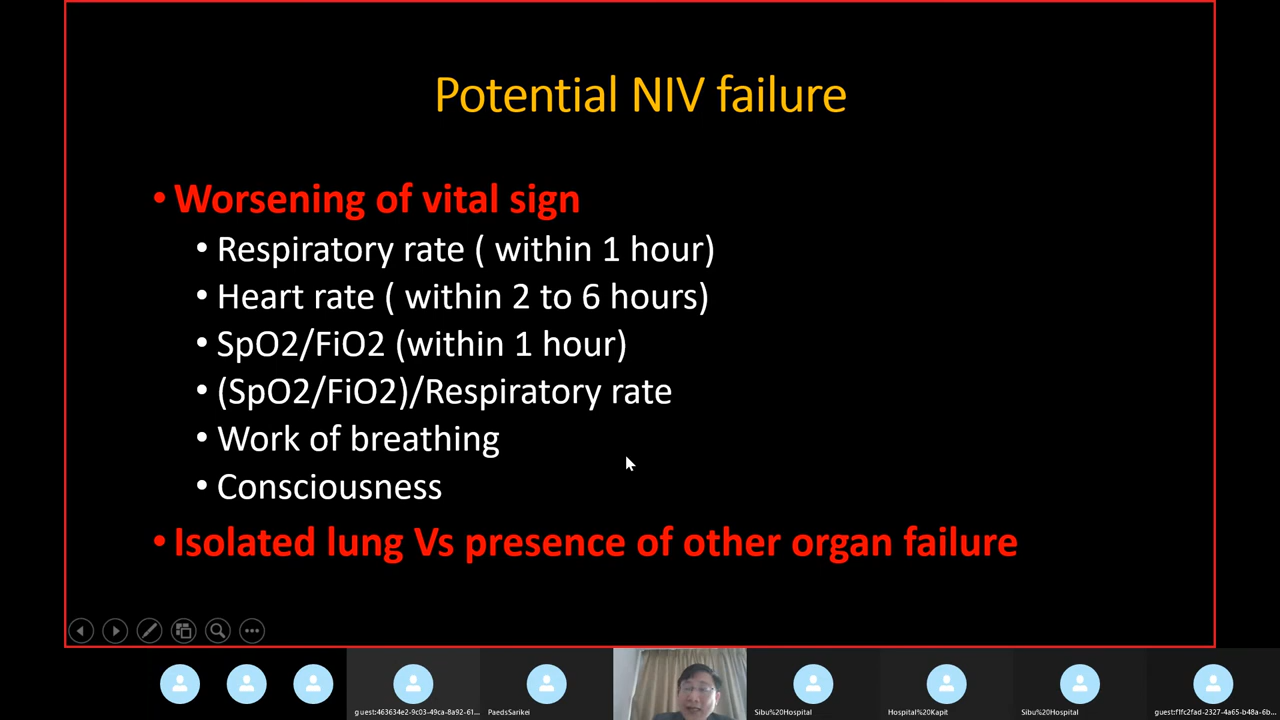 Potential NIV failure
• Worsening of vital sign
• Respiratory rate ( within 1 hour)
• Heart rate ( within 2 to 6 hours)
• SpO2/FiO2 (within 1 hour)
• (SpO2/FiO2)/Respiratory rate
• Work of breathing
• Consciousness
• Isolated lung Vs presence of other organ failure
guest:463634e2-9c03-49ca-8a92-61...
PaedsSarikei
Sibu%20Hospital
Hospital%20Kapit
Sibu%20Hospital
guest:f1fc2fad-2327-4a65-b48a-6b...